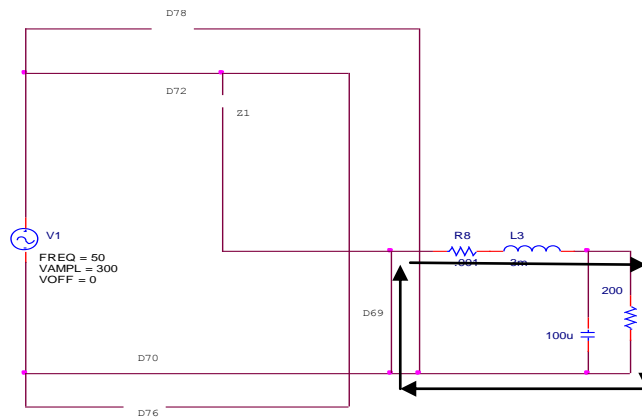 D78
D72
Z1
V1
FREQ = 50
VAMPL = 300
VOFF = 0
R8
L3
.001
3m
D69
200
100u
D70
D76